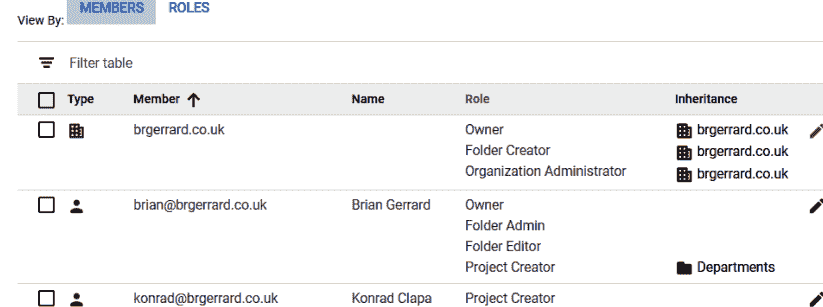 View By: MEMBERS ROLES
Filter table
Type Member Name Role Inheritance
brgerrard.co.uk Owner brgerrard.co.uk
Folder Creator brgerrard.co.uk
Organization Administrator brgerrard.co.uk
brian@brgerrard.co.uk Brian Gerrard Owner
Folder Admin
Folder Editor
Project Creator Departments
konrad@brgerrard.co.uk Konrad Clapa Project Creator